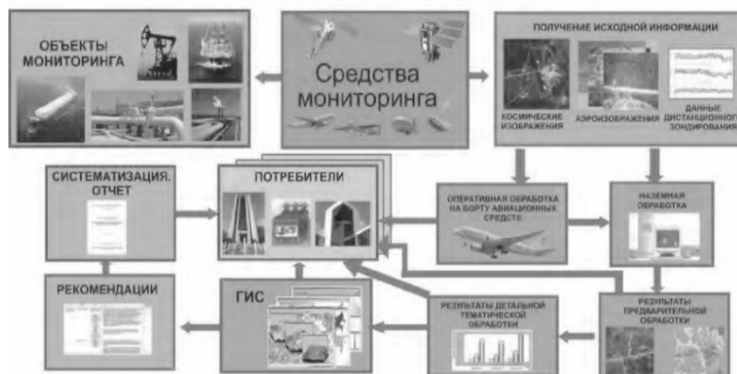 ОБЪЕКТЫ
МОНИТОРИНГА
Средства
мониторинга
ПОЛУЧЕНИЕ ИСХОДНОЙ ИНФОРМАЦИИ
КОСМИЧЕСКИЕ
ИЗОБРАЖЕНИЯ
АЭРОИЗОБРАЖЕНИЯ
ДАННЫЕ
ДИСТАНЦИОННОГО
ЗОНДИРОВАНИЯ
СИСТЕМАТИЗАЦИЯ.
ОТЧЕТ
ПОТРЕБИТЕЛИ
ОПЕРАТИВНАЯ ОБРАБОТКА
НА БОРТУ АВИАЦИОННЫХ
СРЕДСТВ
НАЗЕМНАЯ
ОБРАБОТКА
РЕКОМЕНДАЦИИ
ГИС
РЕЗУЛЬТАТЫ ДЕТАЛЬНОЙ
ТЕМАТИЧЕСКОЙ
ОБРАБОТКИ
РЕЗУЛЬТАТЫ
ПРЕДВАРИТЕЛЬНОЙ
ОБРАБОТКИ